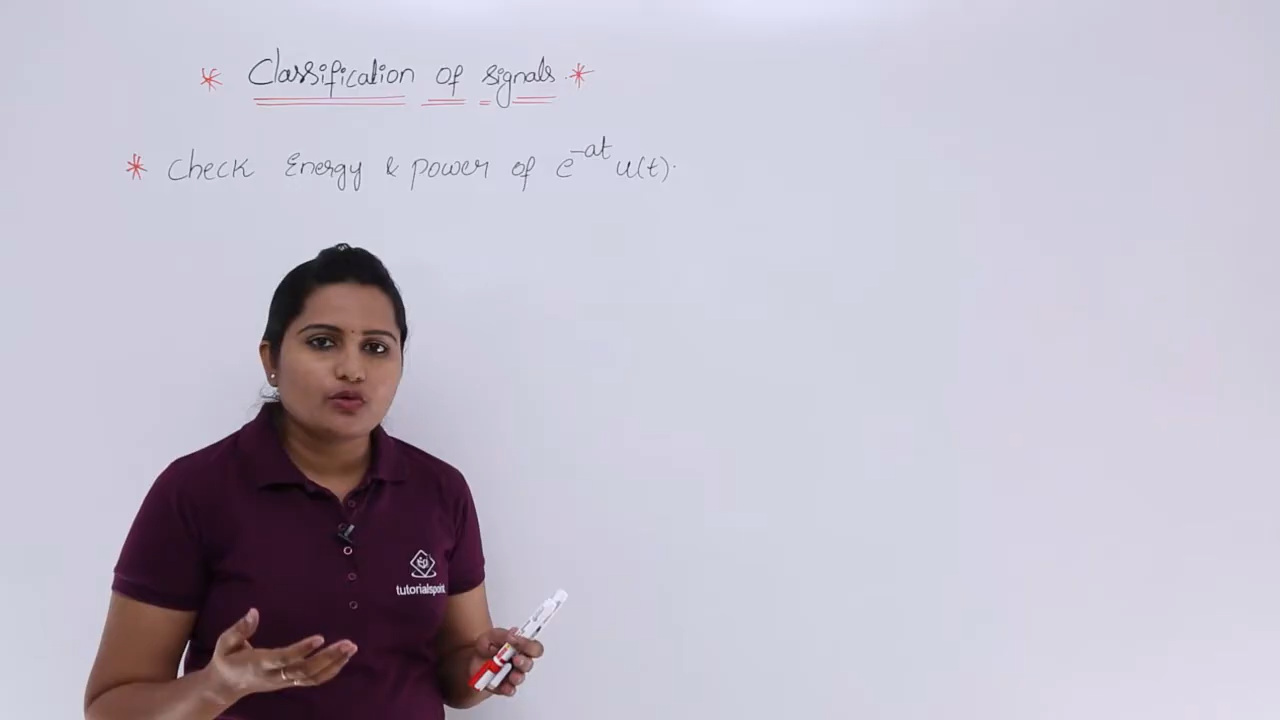 * Classification of signals. *
* Check Energy & power of e^-at u(t).
tutorialspoint